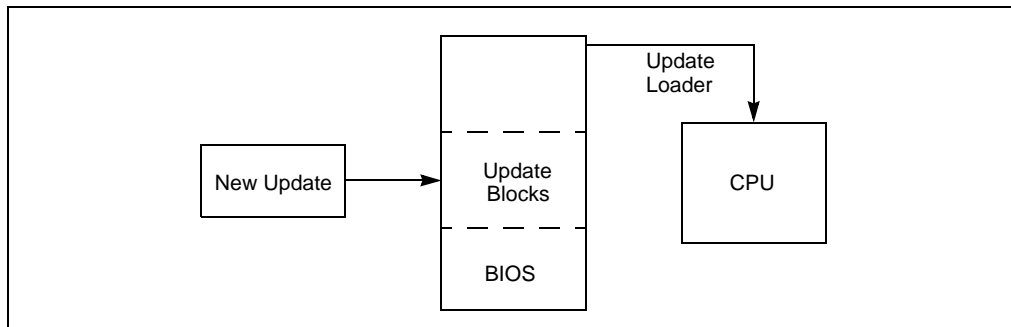 Update
Loader
New Update
Update
Blocks
CPU
BIOS